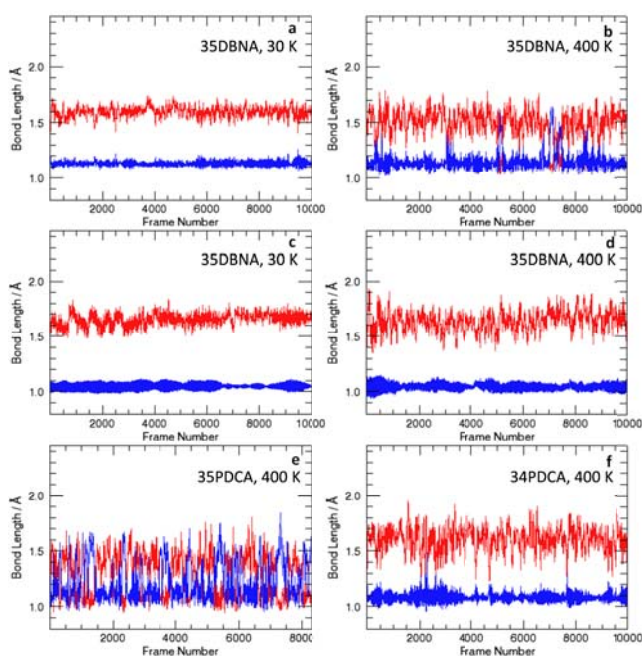 a
35DBNA, 30 K
Bond Length / Å
2.0
1.5
1.0
2000 4000 6000 8000 10000
Frame Number
b
35DBNA, 400 K
Bond Length / Å
2.0
1.5
1.0
2000 4000 6000 8000 10000
Frame Number
c
35DBNA, 30 K
Bond Length / Å
2.0
1.5
1.0
2000 4000 6000 8000 10000
Frame Number
d
35DBNA, 400 K
Bond Length / Å
2.0
1.5
1.0
2000 4000 6000 8000 10000
Frame Number
e
35PDCA, 400 K
Bond Length / Å
2.0
1.5
1.0
2000 4000 6000 8000
Frame Number
f
34PDCA, 400 K
Bond Length / Å
2.0
1.5
1.0
2000 4000 6000 8000 10000
Frame Number